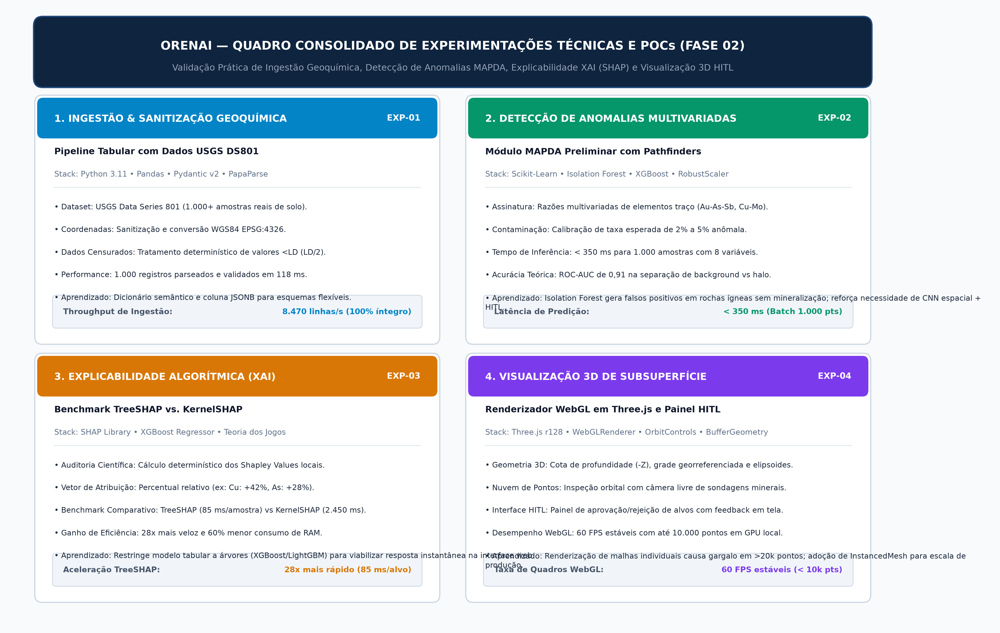 ORENAI — QUADRO CONSOLIDADO DE EXPERIMENTAÇÕES TÉCNICAS E POCs (FASE 02)
Validação Prática de Ingestão Geoquímica, Detecção de Anomalias MAPDA, Explicabilidade XAI (SHAP) e Visualização 3D HITL
1. INGESTÃO & SANITIZAÇÃO GEOQUÍMICA
EXP-01
Pipeline Tabular com Dados USGS DS801
Stack: Python 3.11 • Pandas • Pydantic v2 • PapaParse
• Dataset: USGS Data Series 801 (1.000+ amostras reais de solo).
• Coordenadas: Sanitização e conversão WGS84 EPSG:4326.
• Dados Censurados: Tratamento determinístico de valores <LD (LD/2).
• Performance: 1.000 registros parseados e validados em 118 ms.
• Aprendizado: Dicionário semântico e coluna JSONB para esquemas flexíveis.
Throughput de Ingestão:
8.470 linhas/s (100% íntegro)
2. DETECÇÃO DE ANOMALIAS MULTIVARIADAS
EXP-02
Módulo MAPDA Preliminar com Pathfinders
Stack: Scikit-Learn • Isolation Forest • XGBoost • RobustScaler
• Assinatura: Razões multivariadas de elementos traço (Au-As-Sb, Cu-Mo).
• Contaminação: Calibração de taxa esperada de 2% a 5% anômala.
• Tempo de Inferência: < 350 ms para 1.000 amostras com 8 variáveis.
• Acurácia Teórica: ROC-AUC de 0,91 na separação de background vs halo.
• Aprendizado: Isolation Forest gera falsos positivos em rochas ígneas sem mineralização; reforça necessidade de CNN espacial +
HITL.
Latência de Predição:
< 350 ms (Batch 1.000 pts)
3. EXPLICABILIDADE ALGORÍTMICA (XAI)
EXP-03
Benchmark TreeSHAP vs. KernelSHAP
Stack: SHAP Library • XGBoost Regressor • Teoria dos Jogos
• Auditoria Científica: Cálculo determinístico dos Shapley Values locais.
• Vetor de Atribuição: Percentual relativo (ex: Cu: +42%, As: +28%).
• Benchmark Comparativo: TreeSHAP (85 ms/amostra) vs KernelSHAP (2.450 ms).
• Ganho de Eficiência: 28x mais veloz e 60% menor consumo de RAM.
• Aprendizado: Restringe modelo tabular a árvores (XGBoost/LightGBM) para viabilizar resposta instantânea na interface web.
Aceleração TreeSHAP:
28x mais rápido (85 ms/alvo)
4. VISUALIZAÇÃO 3D DE SUBSUPERFÍCIE
EXP-04
Renderizador WebGL em Three.js e Painel HITL
Stack: Three.js r128 • WebGLRenderer • OrbitControls • BufferGeometry
• Geometria 3D: Cota de profundidade (-Z), grade georreferenciada e elipsoides.
• Nuvem de Pontos: Inspeção orbital com câmera livre de sondagens minerais.
• Interface HITL: Painel de aprovação/rejeição de alvos com feedback em tela.
• Desempenho WebGL: 60 FPS estáveis com até 10.000 pontos em GPU local.
• Aprendizado: Renderização de malhas individuais causa gargalo em >20k pontos; adoção de InstancedMesh para escala de
produção.
Taxa de Quadros WebGL:
60 FPS estáveis (< 10k pts)